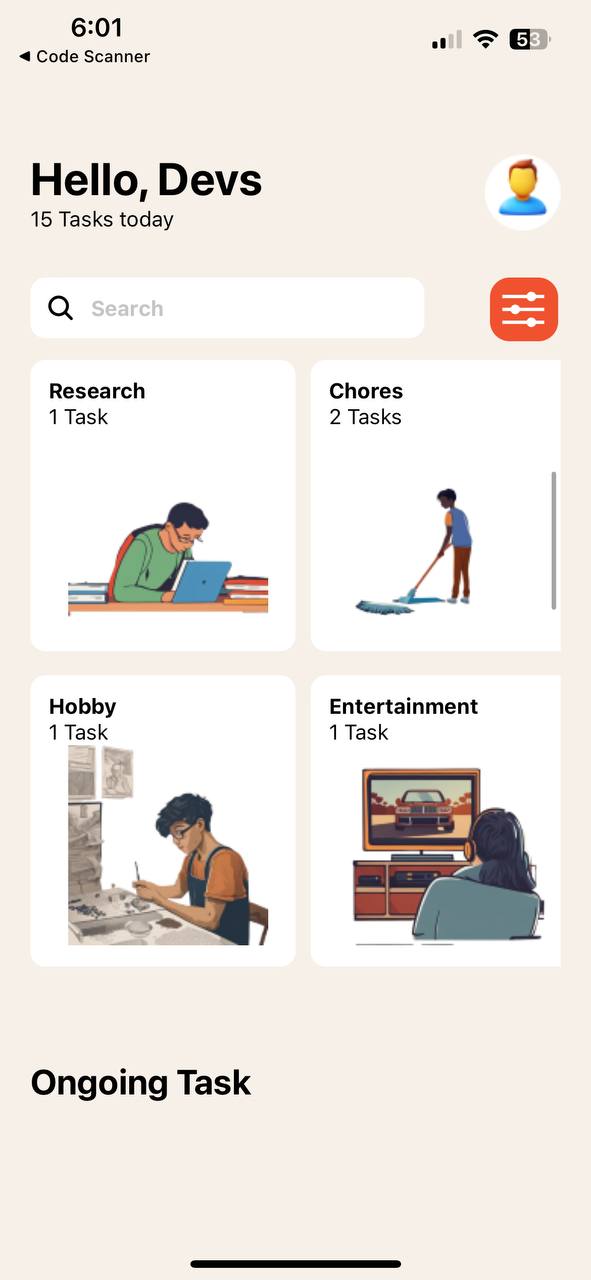 6:01
◀ Code Scanner
53
Hello, Devs
15 Tasks today
Search
Research
1 Task
Chores
2 Tasks
Hobby
1 Task
Entertainment
1 Task
Ongoing Task